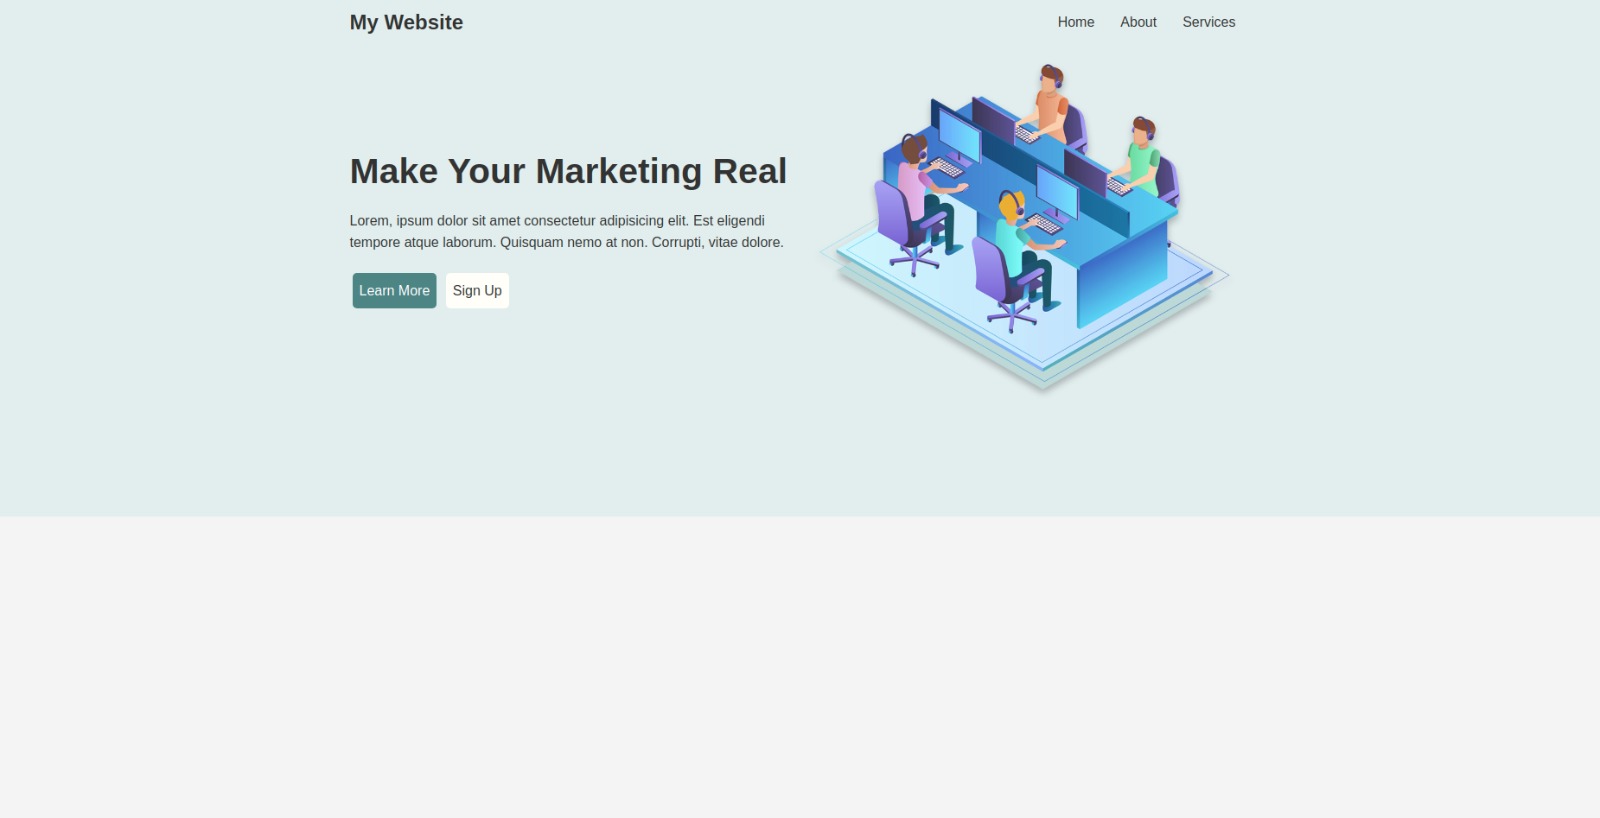 My Website
Home About Services
Make Your Marketing Real
Lorem, ipsum dolor sit amet consectetur adipisicing elit. Est eligendi
tempore atque laborum. Quisquam nemo at non. Corrupti, vitae dolore.
Learn More Sign Up